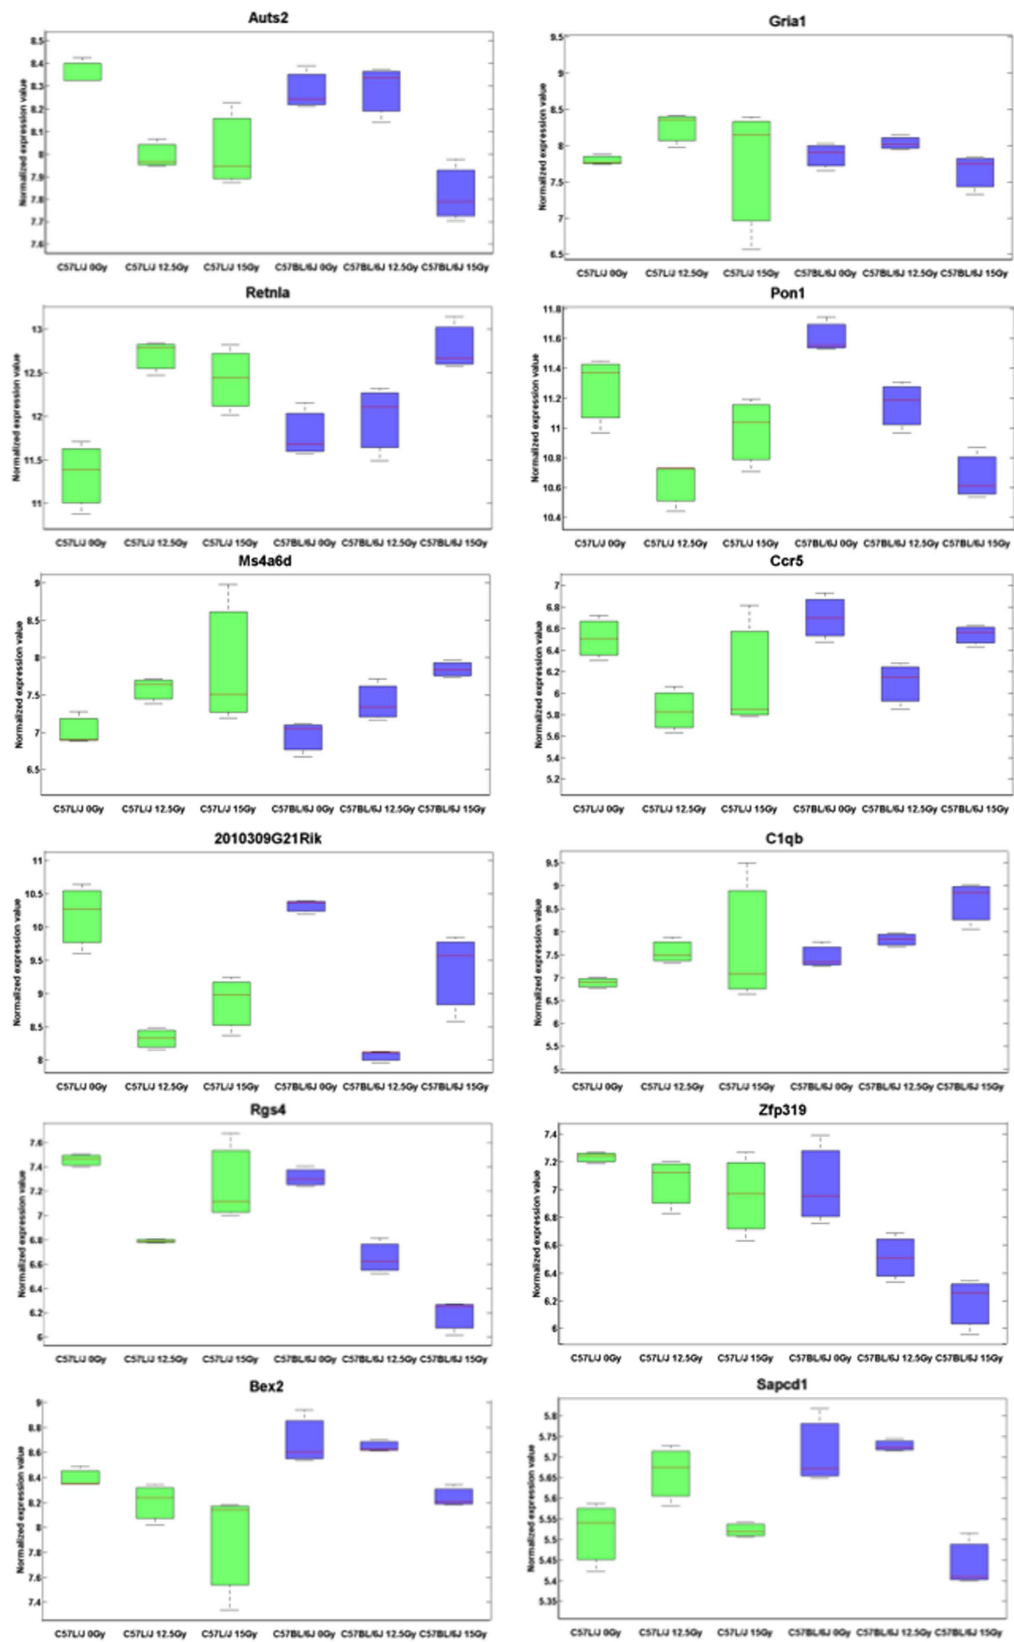 Auts2
Normalized expression value
8.5
8.4
8.3
8.2
8.1
8
7.9
7.8
7.7
7.6
C57L/J 0Gy C57L/J 12.5Gy C57L/J 15Gy C57BL/6J 0Gy C57BL/6J 12.5Gy C57BL/6J 15Gy
Gria1
Normalized expression value
9.5
9
8.5
8
7.5
7
6.5
C57L/J 0Gy C57L/J 12.5Gy C57L/J 15Gy C57BL/6J 0Gy C57BL/6J 12.5Gy C57BL/6J 15Gy
Retnla
Normalized expression value
13
12.5
12
11.5
11
C57L/J 0Gy C57L/J 12.5Gy C57L/J 15Gy C57BL/6J 0Gy C57BL/6J 12.5Gy C57BL/6J 15Gy
Pon1
Normalized expression value
11.8
11.6
11.4
11.2
11
10.8
10.6
10.4
C57L/J 0Gy C57L/J 12.5Gy C57L/J 15Gy C57BL/6J 0Gy C57BL/6J 12.5Gy C57BL/6J 15Gy
Ms4a6d
Normalized expression value
9
8.5
8
7.5
7
6.5
C57L/J 0Gy C57L/J 12.5Gy C57L/J 15Gy C57BL/6J 0Gy C57BL/6J 12.5Gy C57BL/6J 15Gy
Ccr5
Normalized expression value
7
6.8
6.6
6.4
6.2
6
5.8
5.6
5.4
5.2
C57L/J 0Gy C57L/J 12.5Gy C57L/J 15Gy C57BL/6J 0Gy C57BL/6J 12.5Gy C57BL/6J 15Gy
2010309G21Rik
Normalized expression value
11
10.5
10
9.5
9
8.5
8
C57L/J 0Gy C57L/J 12.5Gy C57L/J 15Gy C57BL/6J 0Gy C57BL/6J 12.5Gy C57BL/6J 15Gy
C1qb
Normalized expression value
9.5
9
8.5
8
7.5
7
6.5
6
5.5
5
C57L/J 0Gy C57L/J 12.5Gy C57L/J 15Gy C57BL/6J 0Gy C57BL/6J 12.5Gy C57BL/6J 15Gy
Rgs4
Normalized expression value
7.6
7.4
7.2
7
6.8
6.6
6.4
6.2
6
C57L/J 0Gy C57L/J 12.5Gy C57L/J 15Gy C57BL/6J 0Gy C57BL/6J 12.5Gy C57BL/6J 15Gy
Zfp319
Normalized expression value
7.4
7.2
7
6.8
6.6
6.4
6.2
6
C57L/J 0Gy C57L/J 12.5Gy C57L/J 15Gy C57BL/6J 0Gy C57BL/6J 12.5Gy C57BL/6J 15Gy
Bex2
Normalized expression value
9
8.8
8.6
8.4
8.2
8
7.8
7.6
7.4
C57L/J 0Gy C57L/J 12.5Gy C57L/J 15Gy C57BL/6J 0Gy C57BL/6J 12.5Gy C57BL/6J 15Gy
Sapcd1
Normalized expression value
5.8
5.75
5.7
5.65
5.6
5.55
5.5
5.45
5.4
5.35
C57L/J 0Gy C57L/J 12.5Gy C57L/J 15Gy C57BL/6J 0Gy C57BL/6J 12.5Gy C57BL/6J 15Gy